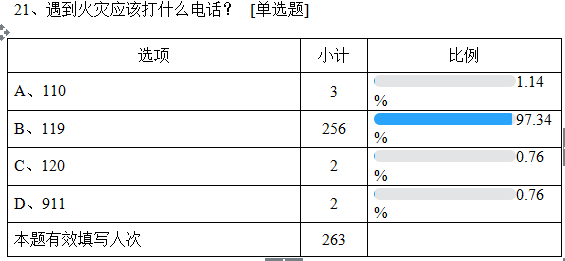 21、遇到火灾应该打什么电话? [单选题]
选项 小计 比例
A、110 3 1.14
%
B、119 256 97.34
%
C、120 2 0.76
%
D、911 2 0.76
%
本题有效填写人次 263